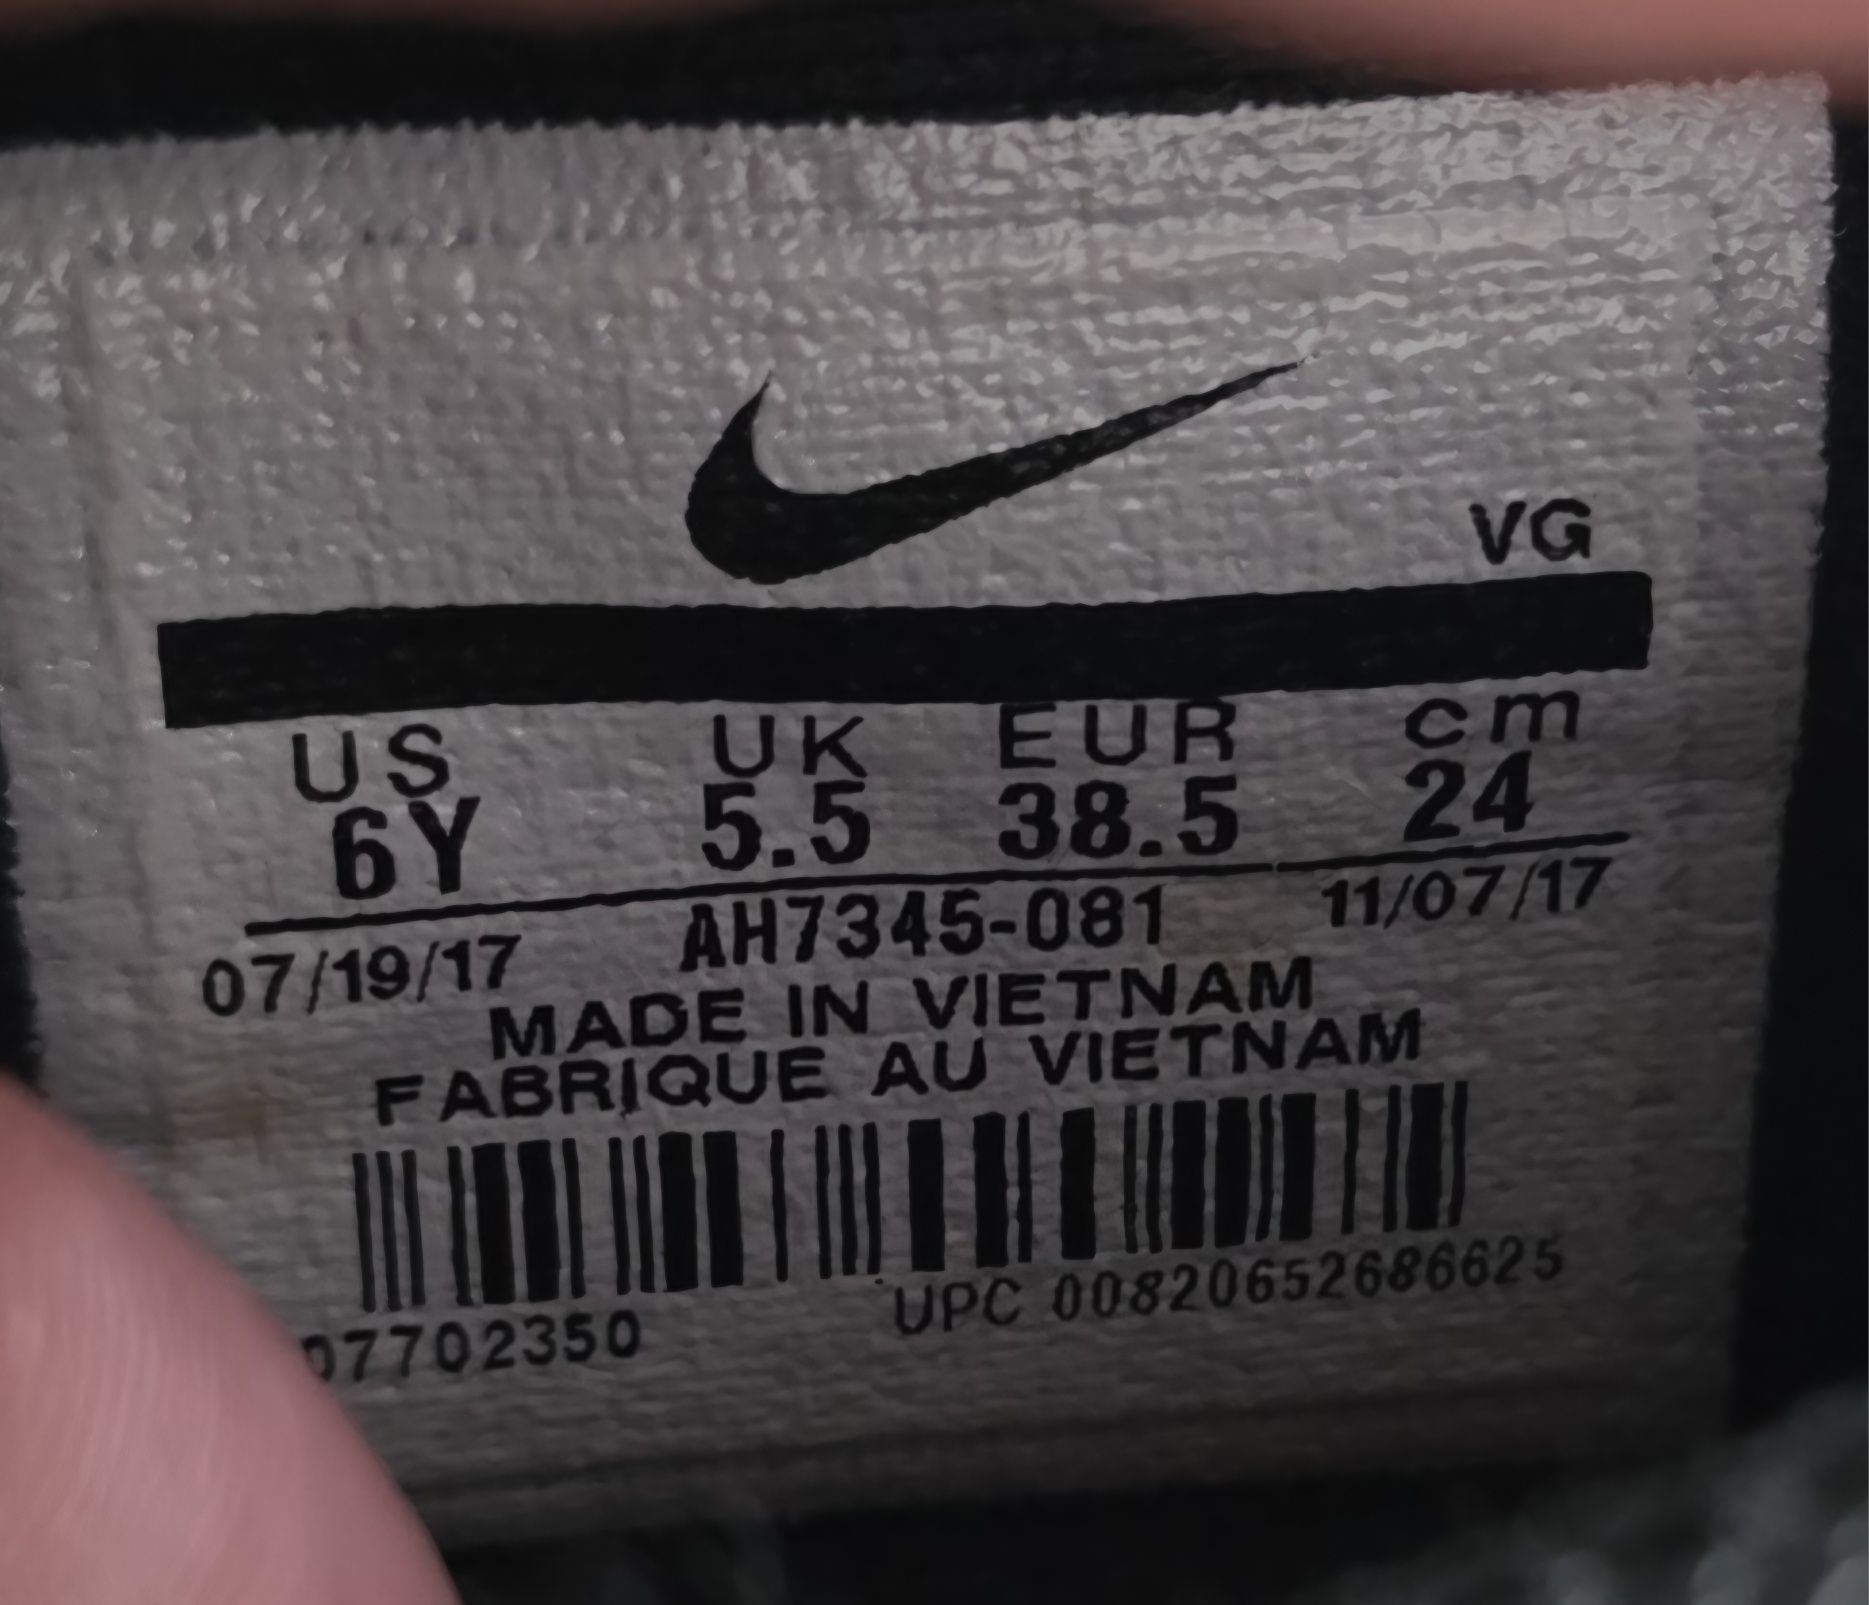 VG
US UK EUR cm
6Y 5.5 38.5 24
07/19/17 AH7345-081 11/07/17
MADE IN VIETNAM
FABRIQUE AU VIETNAM
07702350 UPC 00820652686625